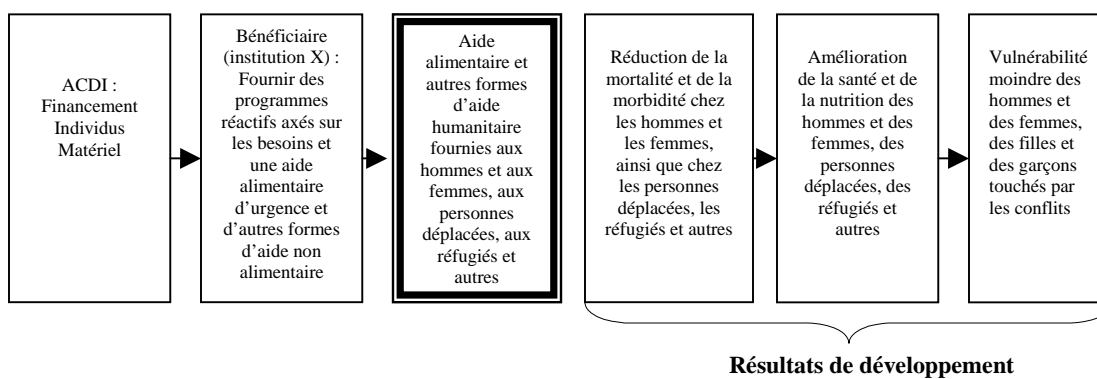 ACDI :
Financement
Individus
Matériel
Bénéficiaire
(institution X) :
Fournir des
programmes
réactifs axés sur
les besoins et
une aide
alimentaire
d’urgence et
d’autres formes
d’aide non
alimentaire
Aide
alimentaire et
autres formes
d’aide
humanitaire
fournies aux
hommes et aux
femmes, aux
personnes
déplacées, aux
réfugiés et
autres
Réduction de la
mortalité et de la
morbidité chez
les hommes et
les femmes,
ainsi que chez
les personnes
déplacées, les
réfugiés et autres
Amélioration
de la santé et de
la nutrition des
hommes et des
femmes, des
personnes
déplacées, des
réfugiés et
autres
Vulnérabilité
moindre des
hommes et
des femmes,
des filles et
des garçons
touchés par
les conflits
Résultats de développement